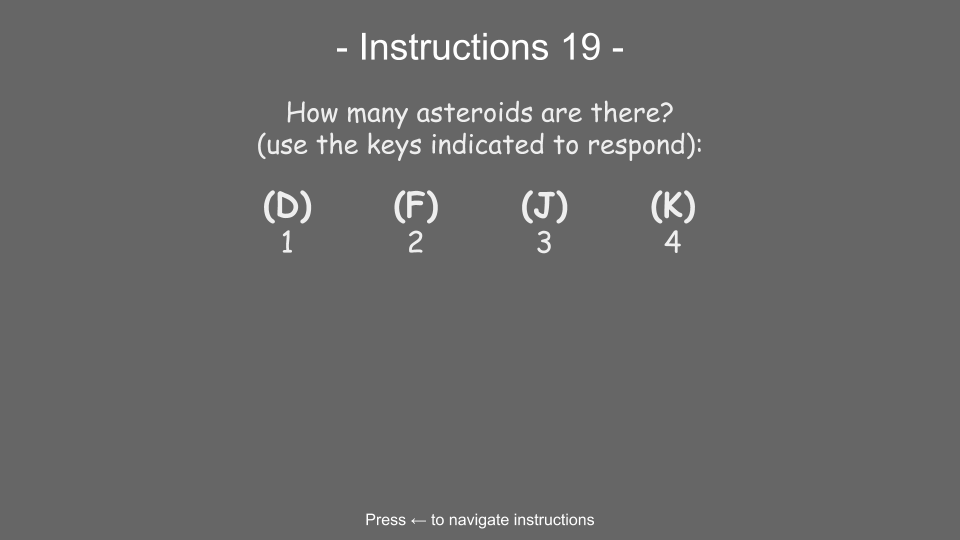 - Instructions 19 -
How many asteroids are there?
(use the keys indicated to respond):
(D) (F) (J) (K)
1 2 3 4
Press ← to navigate instructions